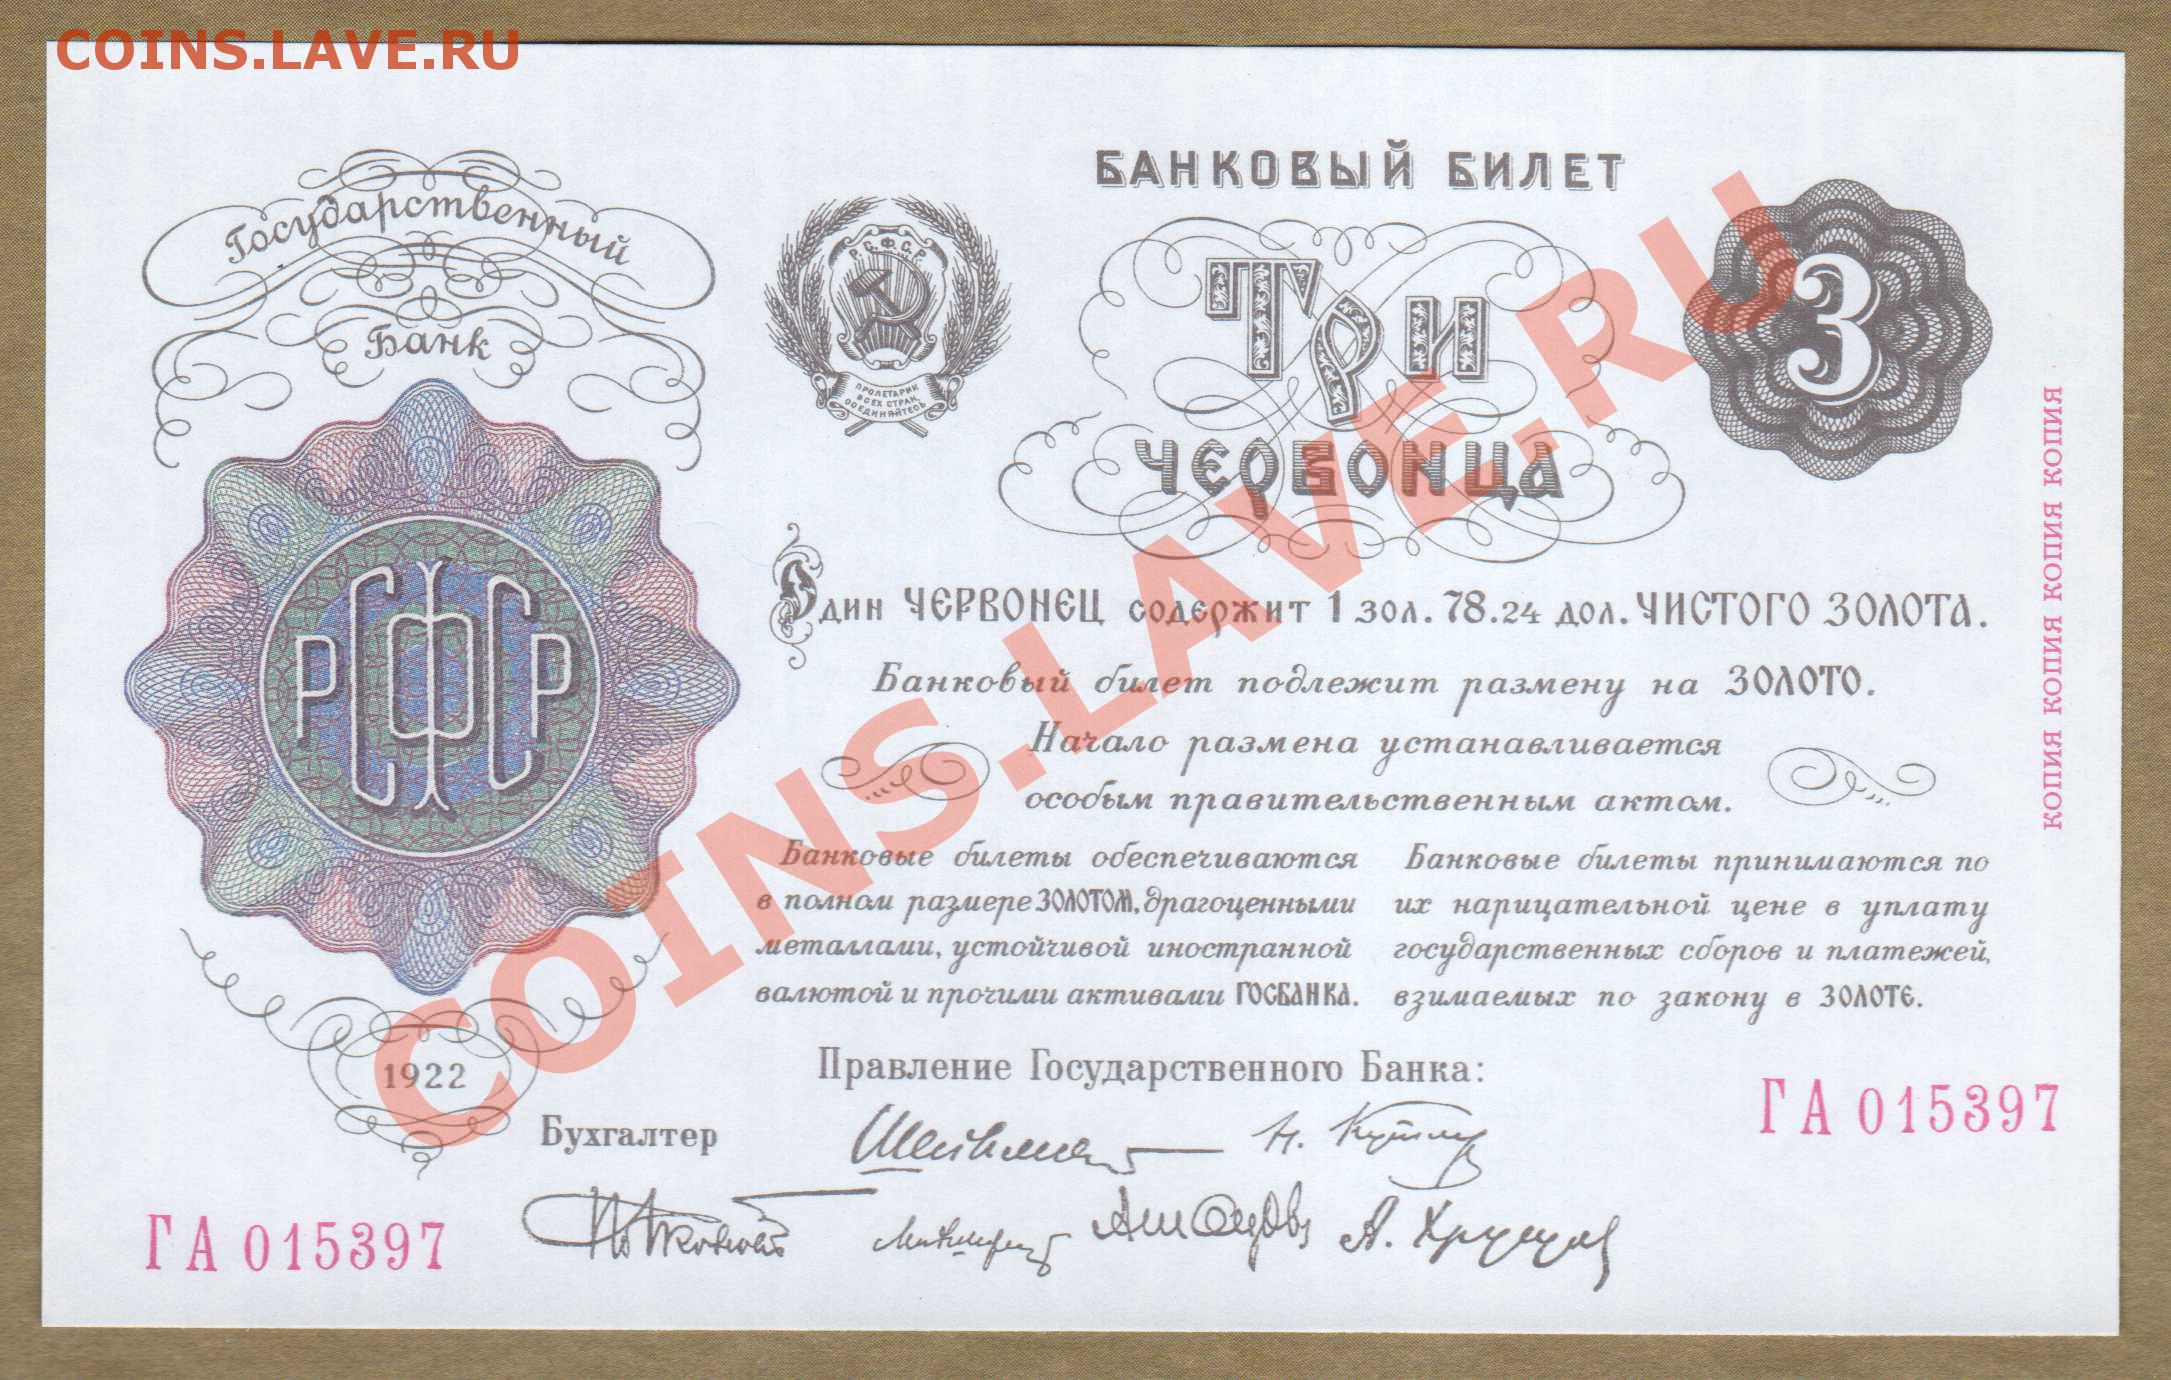 COINS.LAVE.RU
Государственный
Банк
Р.С.Ф.С.Р.
ПРОЛЕТАРИИ
ВСЕХ СТРАН,
СОЕДИНЯЙТЕСЬ
БАНКОВЫЙ БИЛЕТ
ТРИ
ЧЕРВОНЦА
3
РСФСР
Один ЧЕРВОНЕЦ содержит 1 зол. 78.24 дол. ЧИСТОГО ЗОЛОТА.
Банковый билет подлежит размену на ЗОЛОТО.
Начало размена устанавливается
особым правительственным актом.
Банковые билеты обеспечиваются
в полном размере ЗОЛОТОМ, драгоценными
металлами, устойчивой иностранной
валютой и прочими активами ГОСБАНКА.
Банковые билеты принимаются по
их нарицательной цене в уплату
государственных сборов и платежей,
взимаемых по закону в ЗОЛОТЕ.
1922
Правление Государственного Банка:
Бухгалтер
ГА 015397
ГА 015397
КОПИЯ КОПИЯ КОПИЯ КОПИЯ
COINS.LAVE.RU